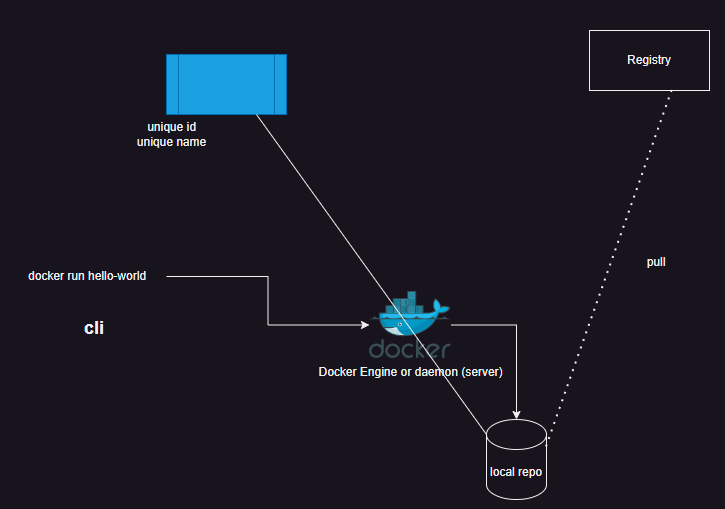 Registry
unique id
unique name
pull
docker run hello-world
cli
docker
Docker Engine or daemon (server)
local repo